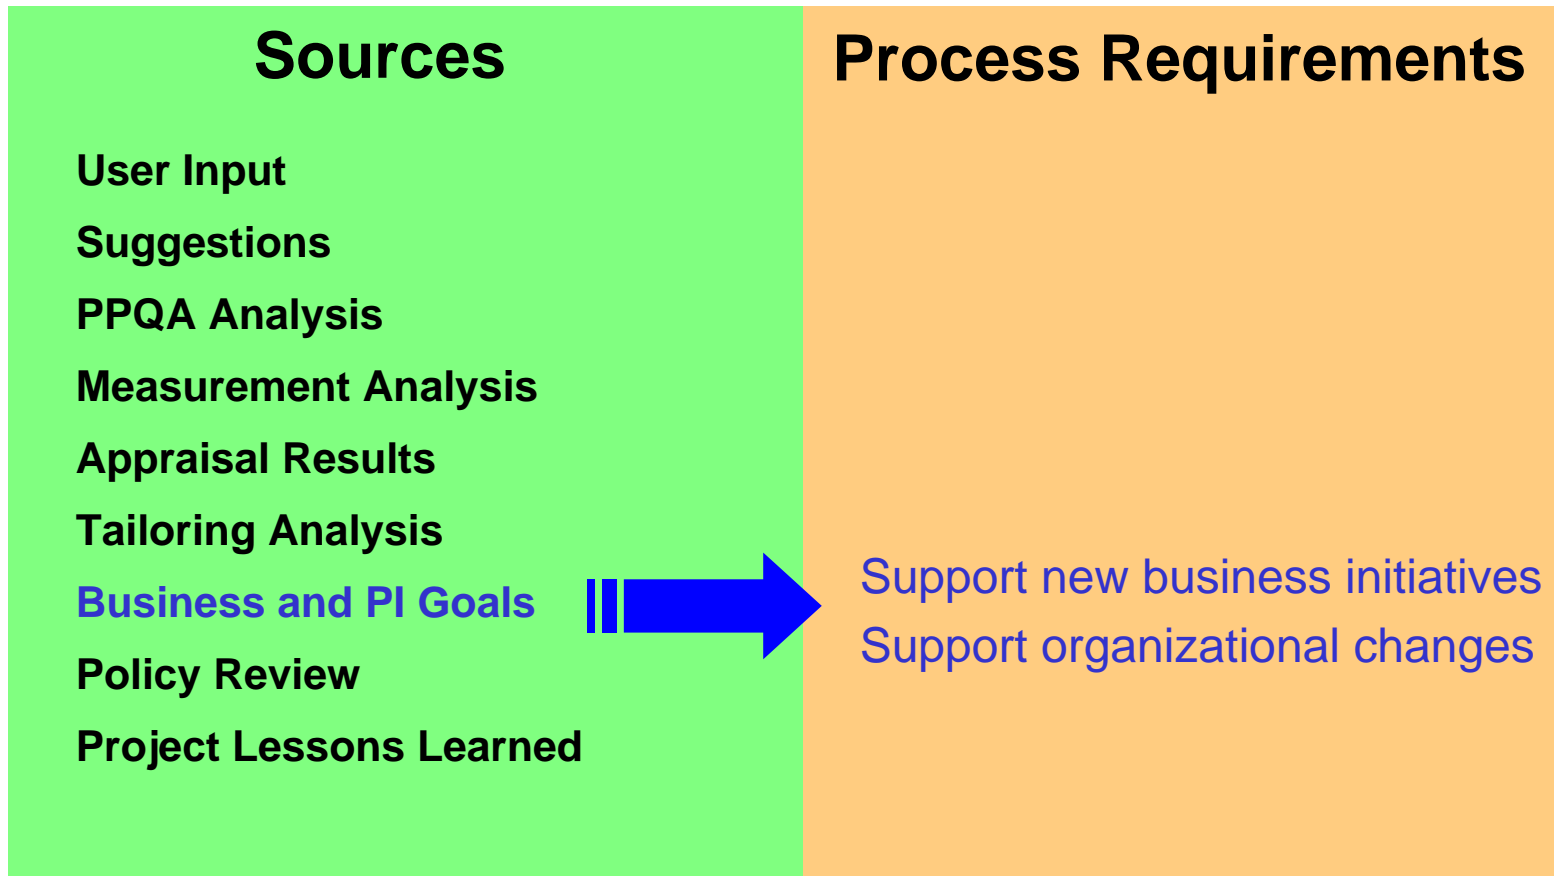 Sources
User Input
Suggestions
PPQA Analysis
Measurement Analysis
Appraisal Results
Tailoring Analysis
Business and PI Goals
Policy Review
Project Lessons Learned
Process Requirements
Support new business initiatives
Support organizational changes